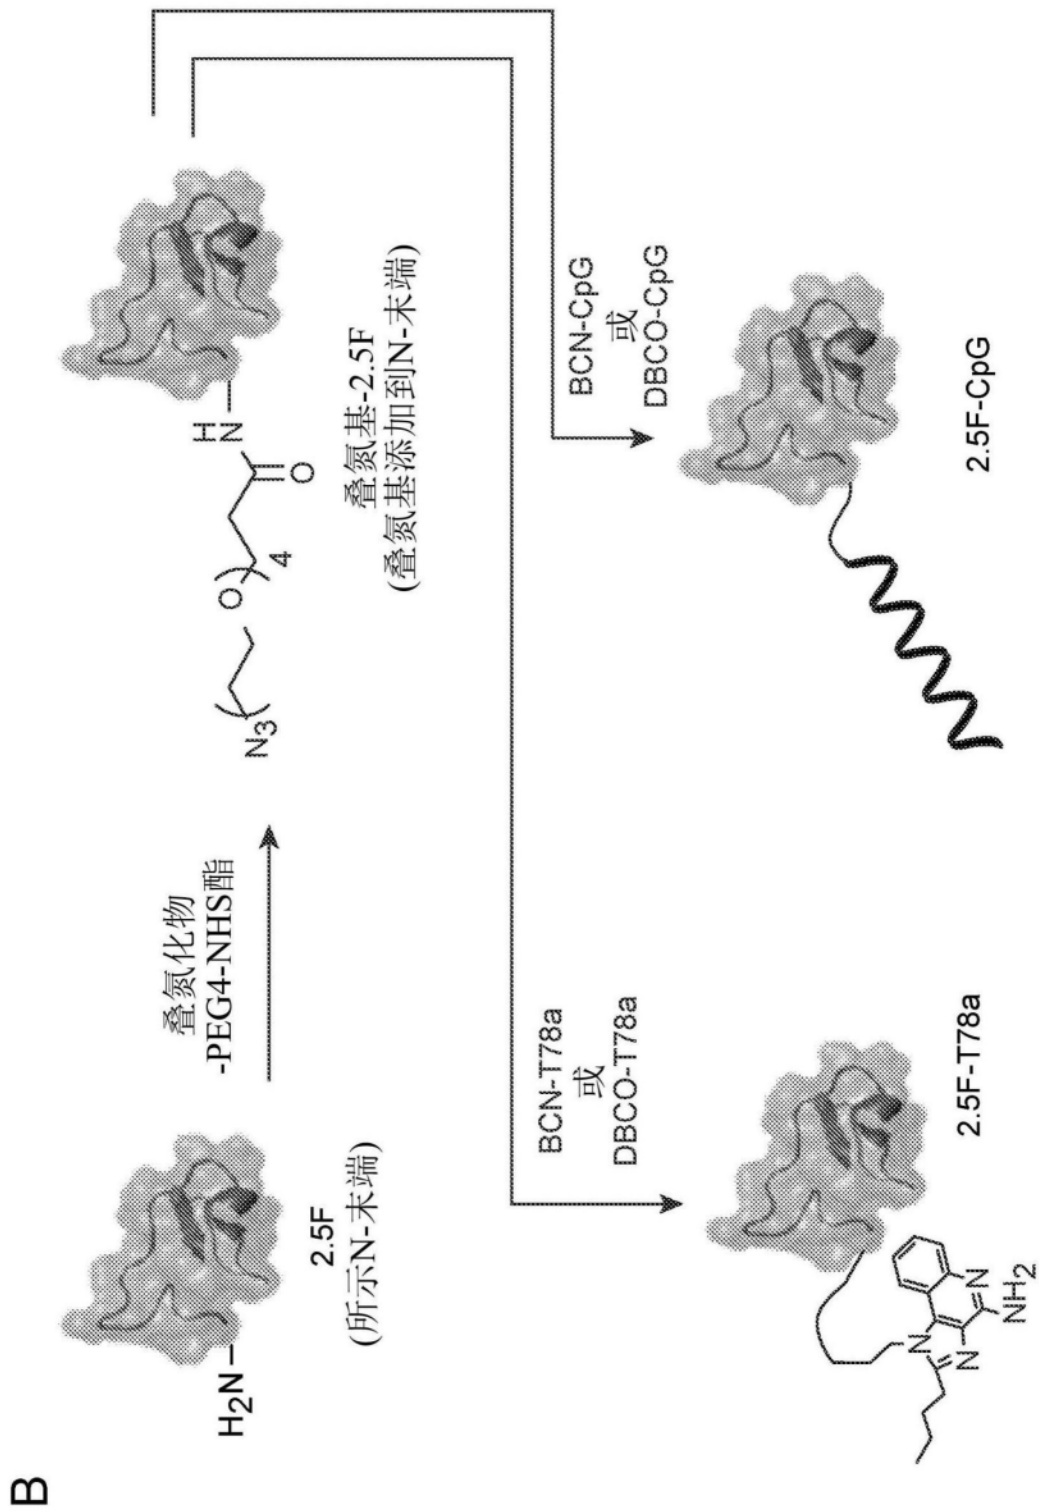 B
H₂N
2.5F
(所示N-末端)
叠氮化物
-PEG4-NHS酯
N₃
O
4
O
H
N
叠氮基-2.5F
(叠氮基添加到N-末端)
BCN-T78a
或
DBCO-T78a
BCN-CpG
或
DBCO-CpG
N
N
N
NH₂
2.5F-T78a
2.5F-CpG